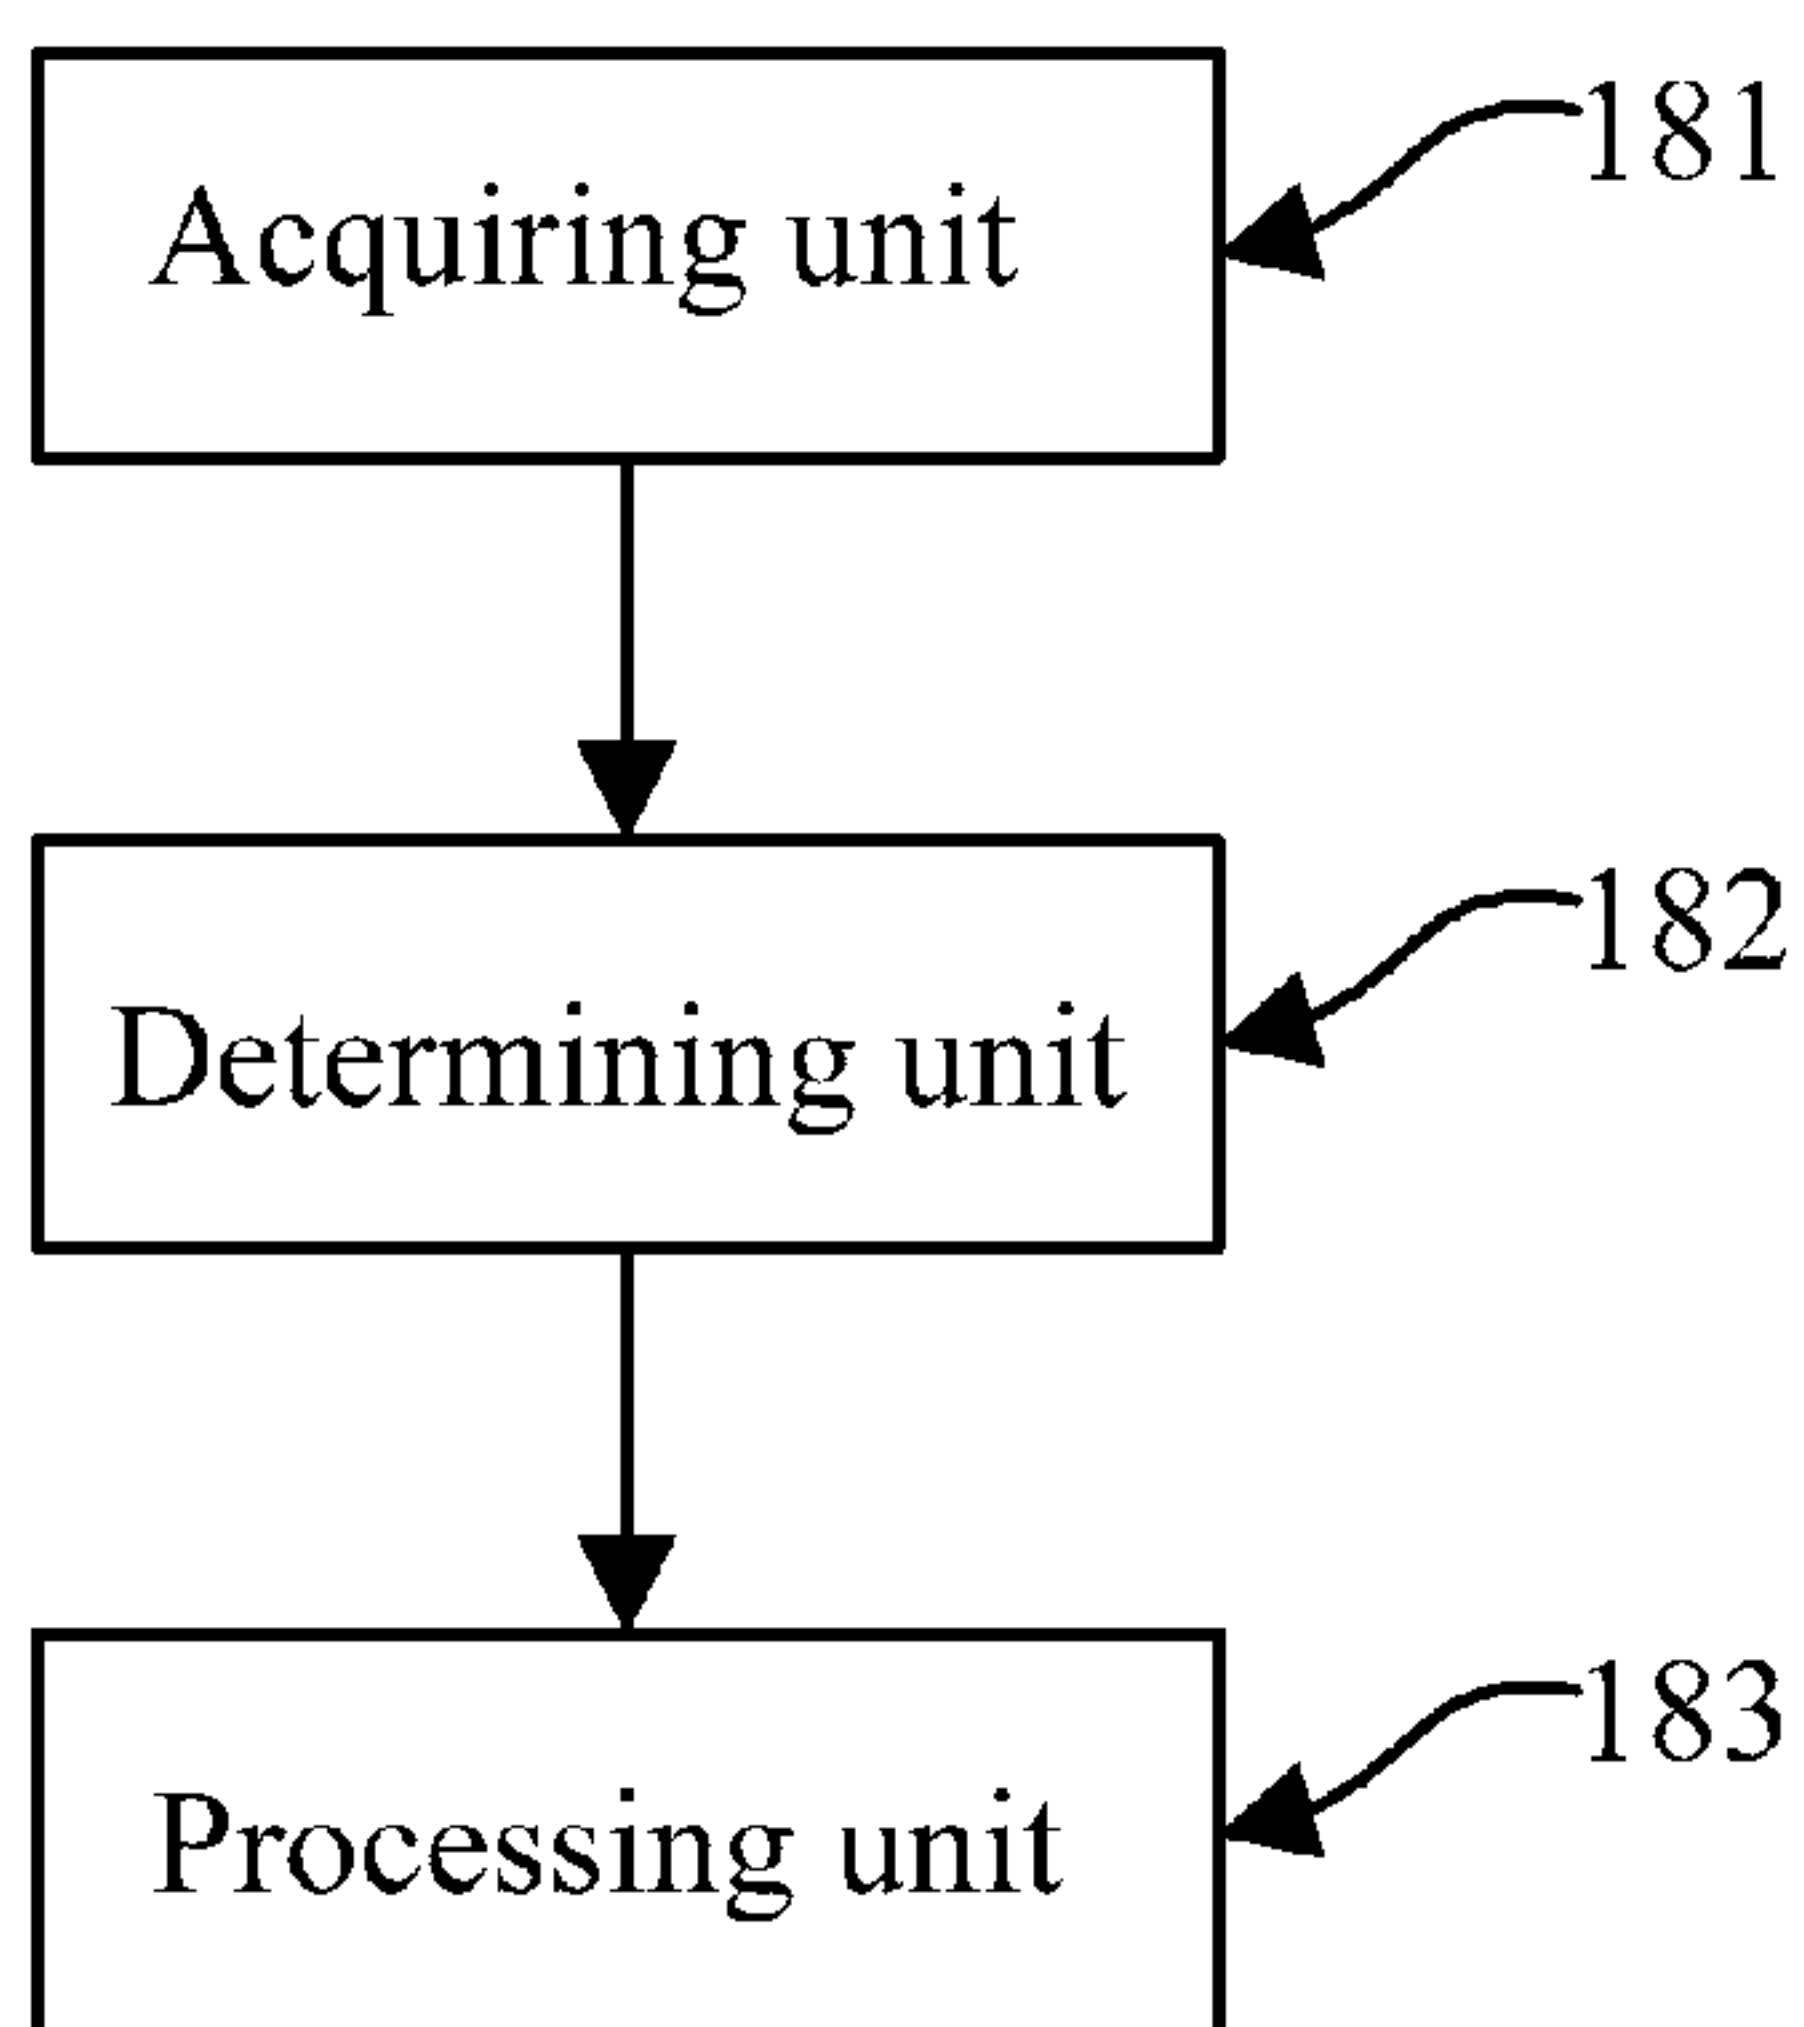 181
Acquiring unit
182
Determining unit
183
Processing unit